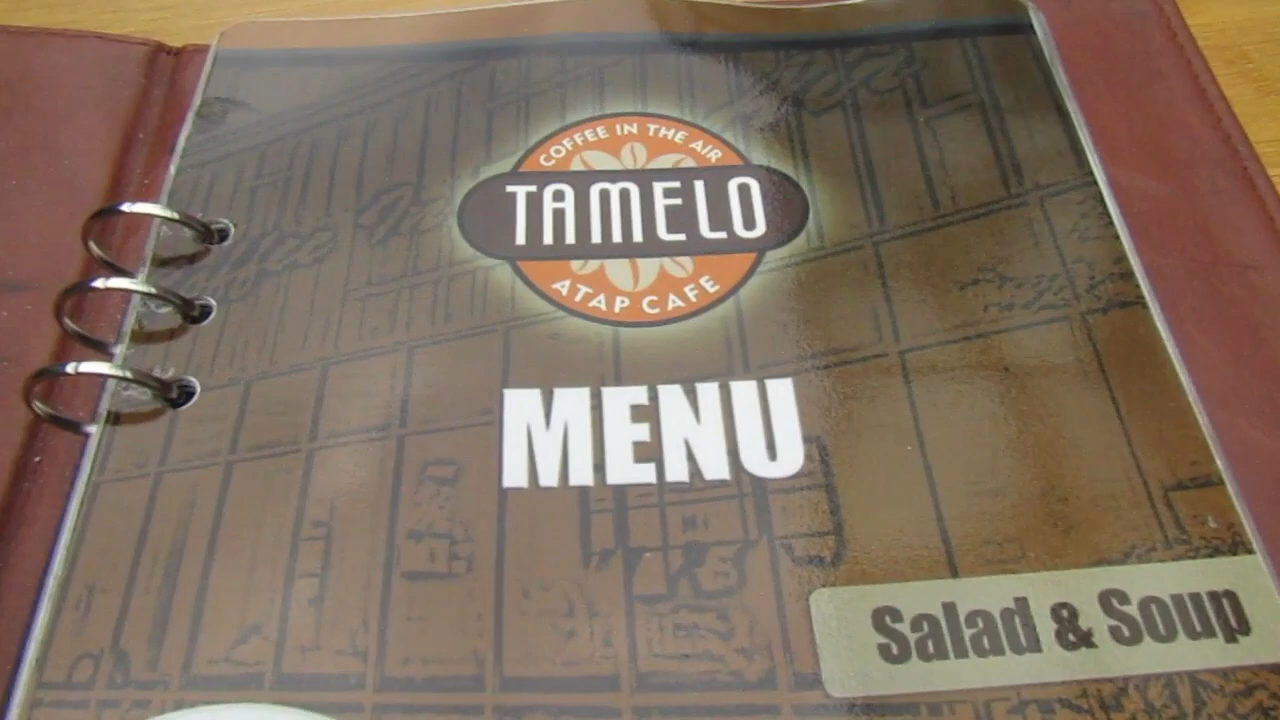 COFFEE IN THE AIR
TAMELO
ATAP CAFE
MENU
Salad & Soup